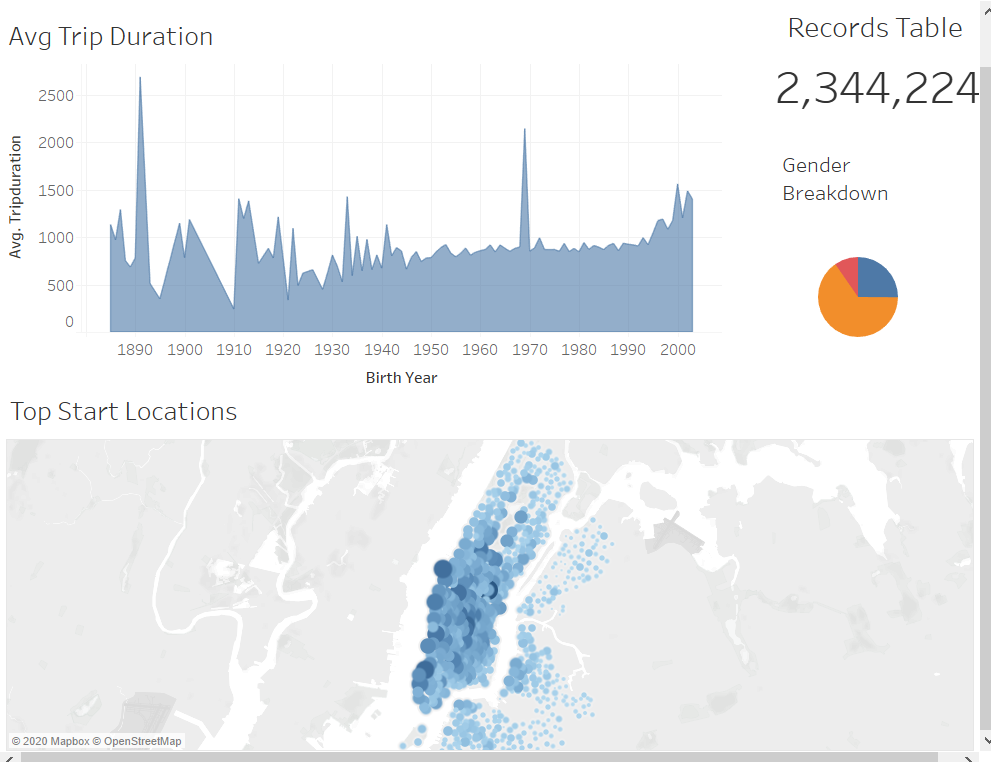 Avg Trip Duration
Records Table
2,344,224
Gender
Breakdown
Avg. Tripduration
2500
2000
1500
1000
500
0
1890 1900 1910 1920 1930 1940 1950 1960 1970 1980 1990 2000
Birth Year
Top Start Locations
© 2020 Mapbox © OpenStreetMap